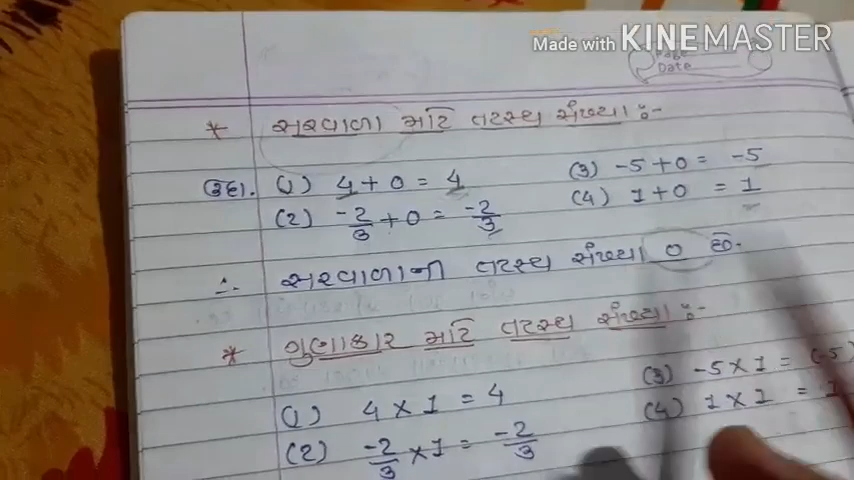 Made with KINEMASTER
Page
Date
* સરવાળા માટે તટસ્થ સંખ્યા :-
ઉદા. (1) 4 + 0 = 4 (3) -5 + 0 = -5
(2) -2/3 + 0 = -2/3 (4) 1 + 0 = 1
∴ સરવાળાની તટસ્થ સંખ્યા 0 છે.
* ગુણાકાર માટે તટસ્થ સંખ્યા :-
(1) 4 × 1 = 4 (3) -5 × 1 = (-5)
(2) -2/3 × 1 = -2/3 (4) 1 × 1 = 1